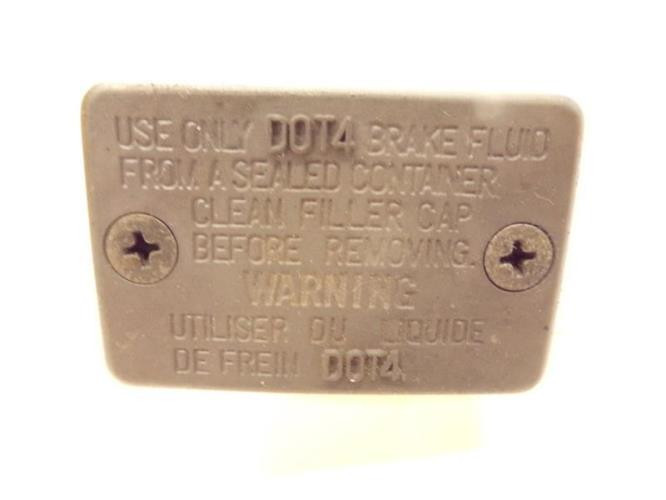 USE ONLY DOT4 BRAKE FLUID
FROM A SEALED CONTAINER.
CLEAN FILLER CAP
BEFORE REMOVING.
WARNING
UTILISER DU LIQUIDE
DE FREIN DOT4.